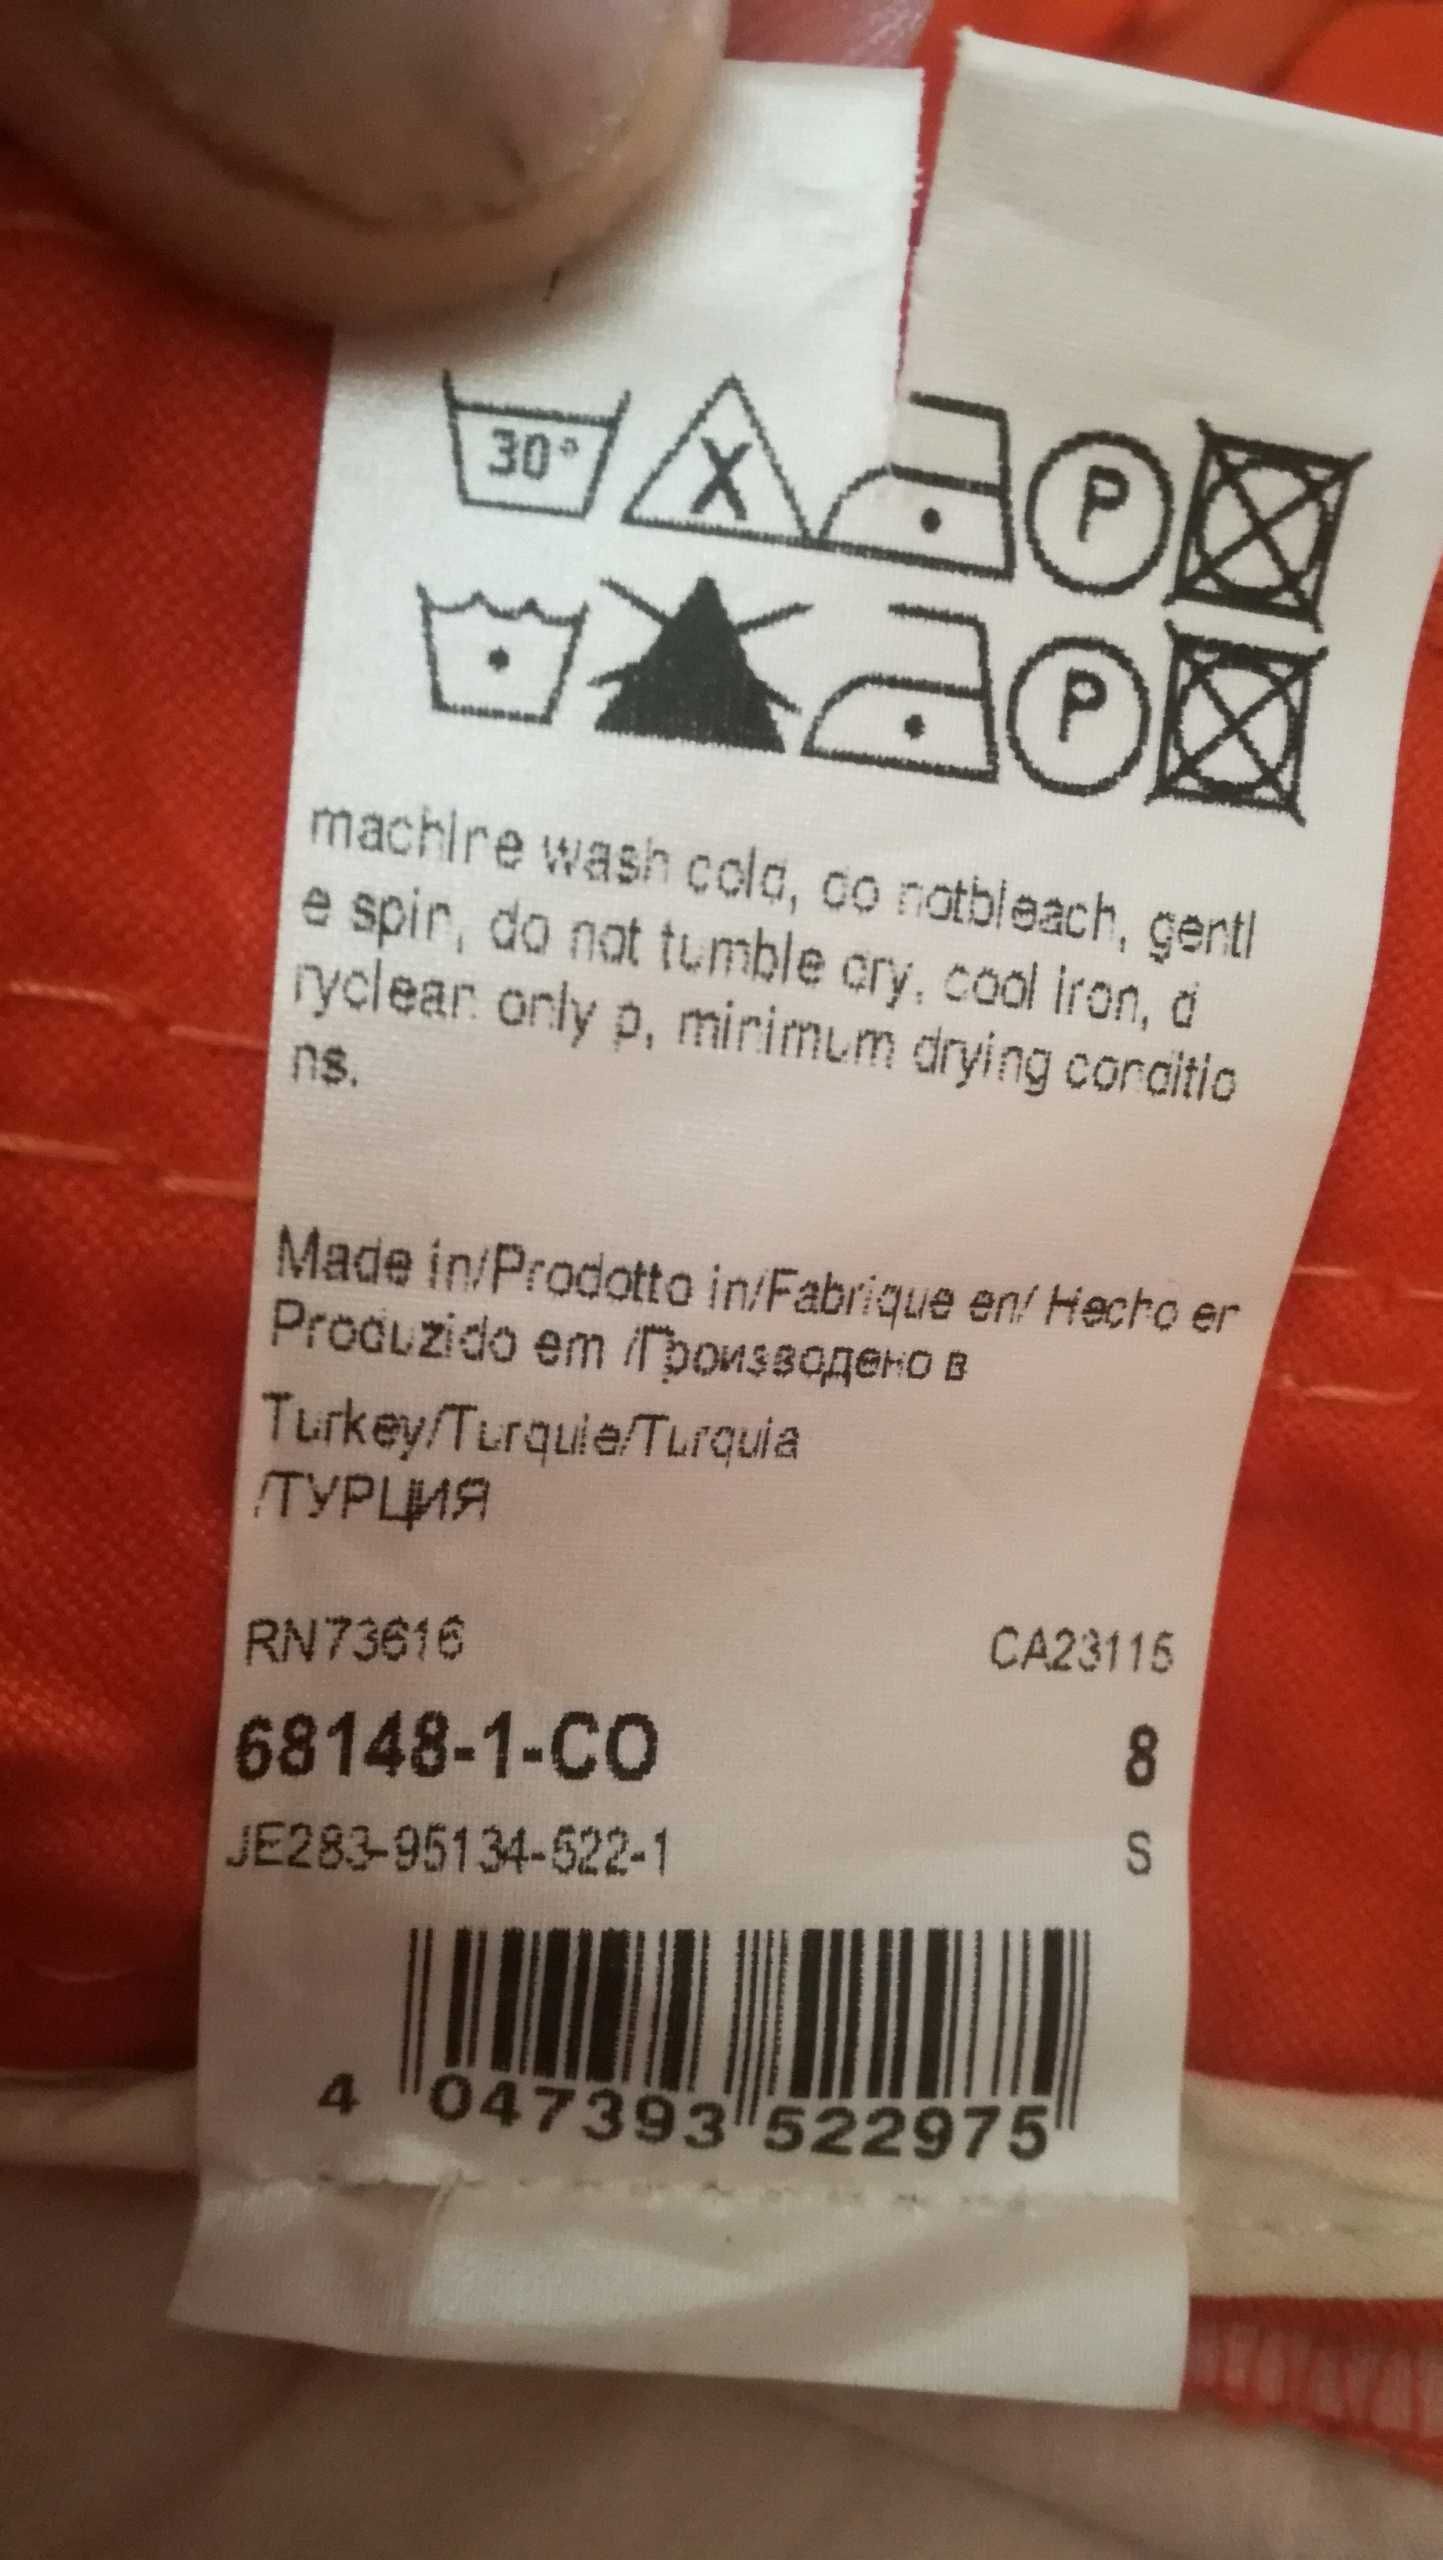 30°
X
P
P
machine wash cold, do notbleach, gentl
e spin, do not tumble dry, cool iron, d
ryclean only p, minimum drying conditio
ns.
Made in/Prodotto in/Fabrique en/ Hecho en
Produzido em /Произведено в
Turkey/Turquie/Turquia
/ТУРЦИЯ
RN73616 CA23115
68148-1-CO 8
JE283-95134-522-1 S
4 047393 522975